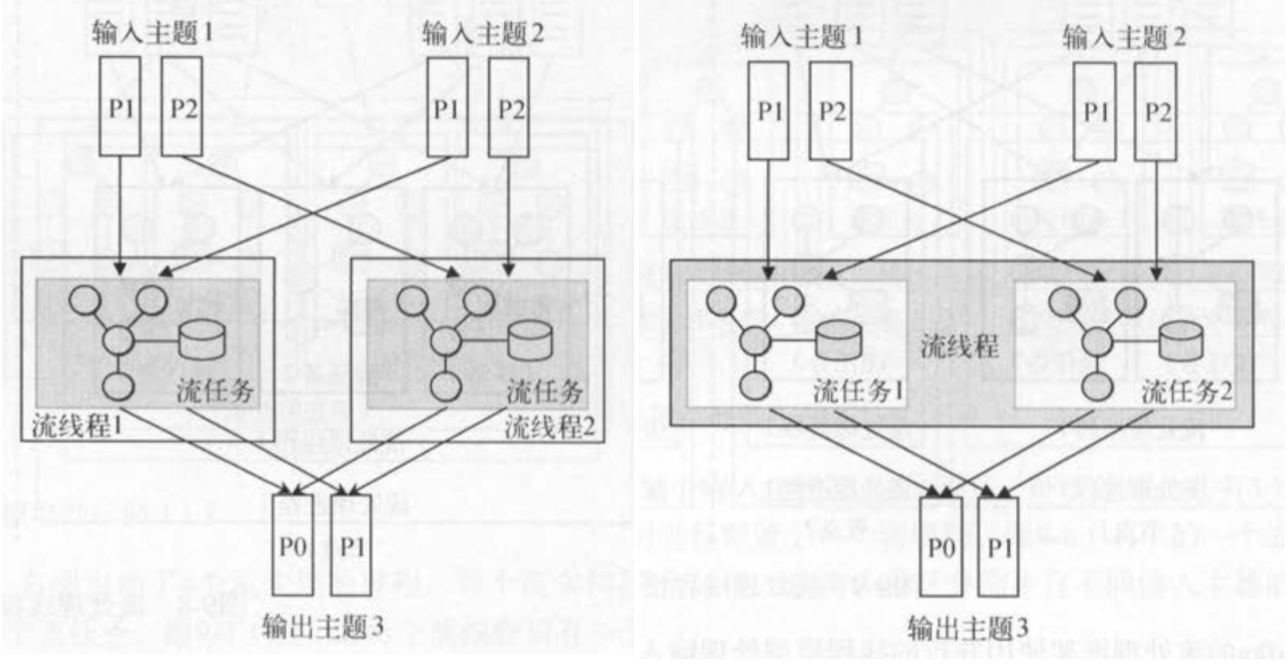 输入主题1
输入主题2
P1
P2
P1
P2
流任务
流线程1
流任务
流线程2
P0
P1
输出主题3
输入主题1
输入主题2
P1
P2
P1
P2
流线程
流任务1
流任务2
P0
P1
输出主题3